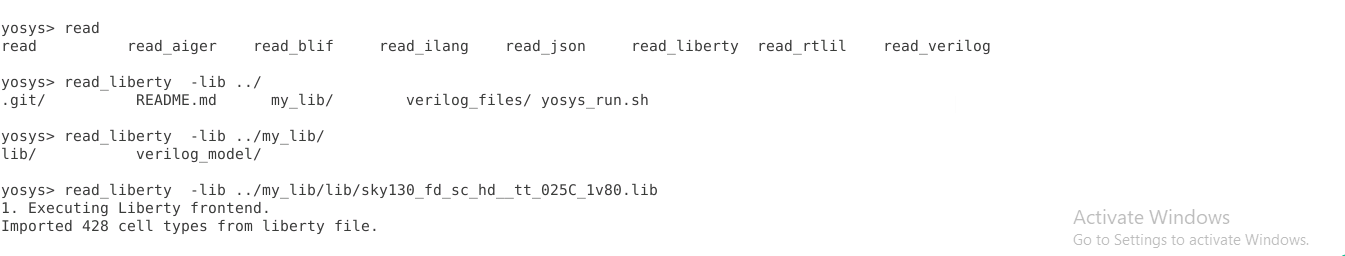 yosys> read
read read_aiger read_blif read_ilang read_json read_liberty read_rtlil read_verilog
yosys> read_liberty -lib ../
.git/ README.md my_lib/ verilog_files/ yosys_run.sh
yosys> read_liberty -lib ../my_lib/
lib/ verilog_model/
yosys> read_liberty -lib ../my_lib/lib/sky130_fd_sc_hd__tt_025C_1v80.lib
1. Executing Liberty frontend.
Imported 428 cell types from liberty file.
Activate Windows
Go to Settings to activate Windows.